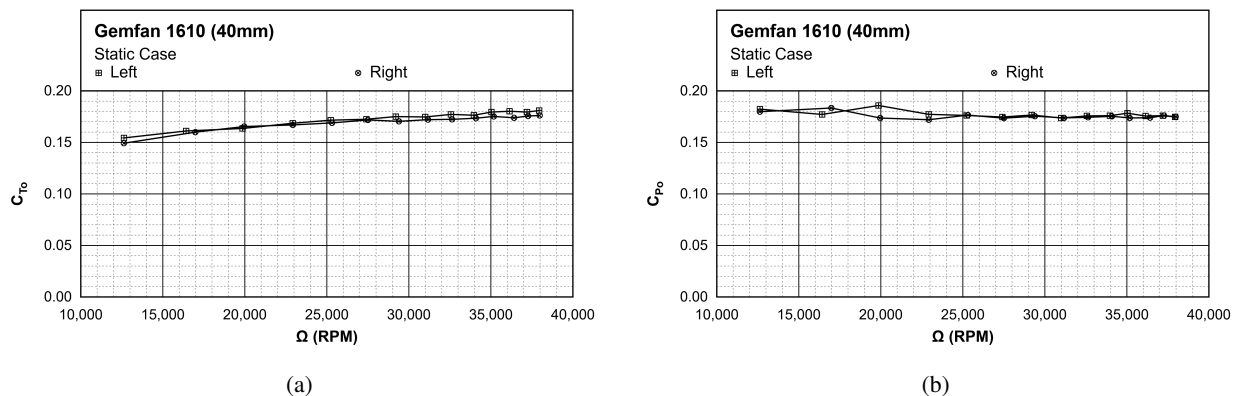 Gemfan 1610 (40mm)
Static Case
Left Right
0.20
0.15
0.10
0.05
0.00
C_To
10,000 15,000 20,000 25,000 30,000 35,000 40,000
Ω (RPM)
(a)
Gemfan 1610 (40mm)
Static Case
Left Right
0.20
0.15
0.10
0.05
0.00
C_Po
10,000 15,000 20,000 25,000 30,000 35,000 40,000
Ω (RPM)
(b)